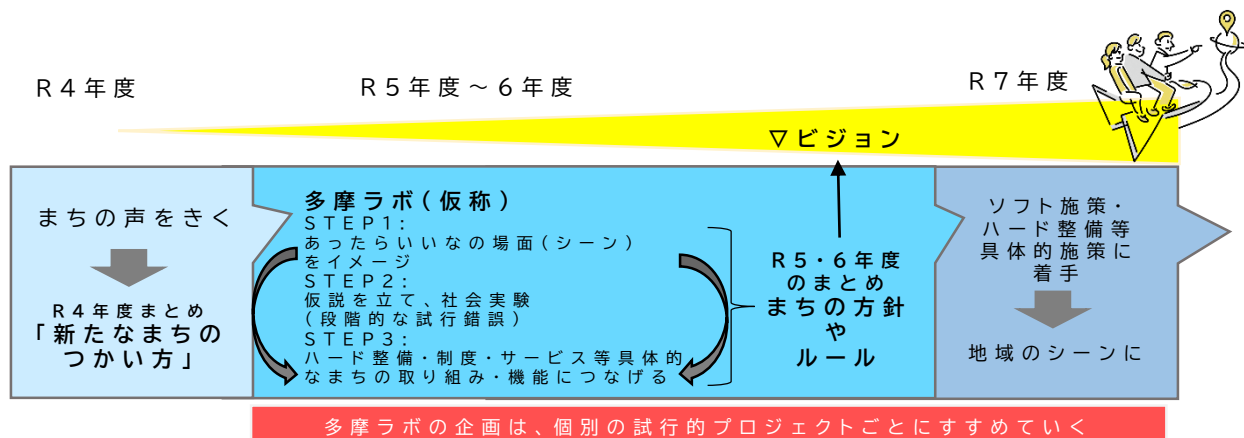 R4年度
R5年度~6年度
R7年度
▽ビジョン
まちの声をきく
R4年度まとめ
「新たなまちの
つかい方」
多摩ラボ(仮称)
STEP1:
あったらいいなの場面(シーン)
をイメージ
STEP2:
仮説を立て、社会実験
(段階的な試行錯誤)
STEP3:
ハード整備・制度・サービス等具体的
なまちの取り組み・機能につなげる
R5・6年度
のまとめ
まちの方針
や
ルール
ソフト施策・
ハード整備等
具体的施策に
着手
地域のシーンに
多摩ラボの企画は、個別の試行的プロジェクトごとにすすめていく